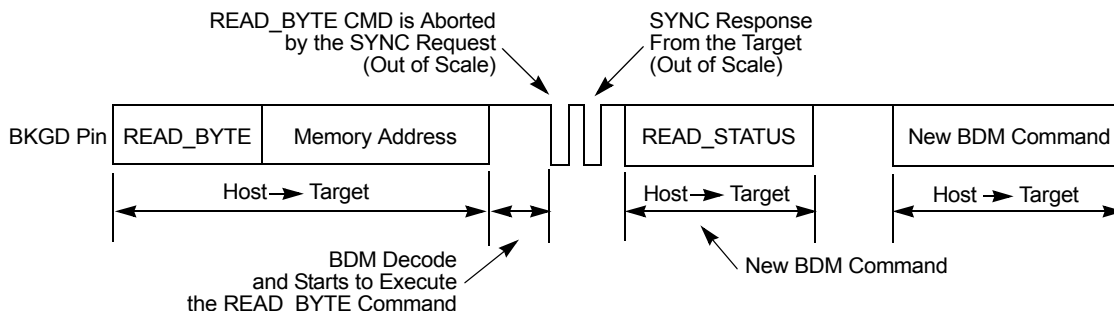 READ_BYTE CMD is Aborted
by the SYNC Request
(Out of Scale)
SYNC Response
From the Target
(Out of Scale)
BKGD Pin
READ_BYTE
Memory Address
READ_STATUS
New BDM Command
Host Target
Host Target
Host Target
BDM Decode
and Starts to Execute
the READ_BYTE Command
New BDM Command